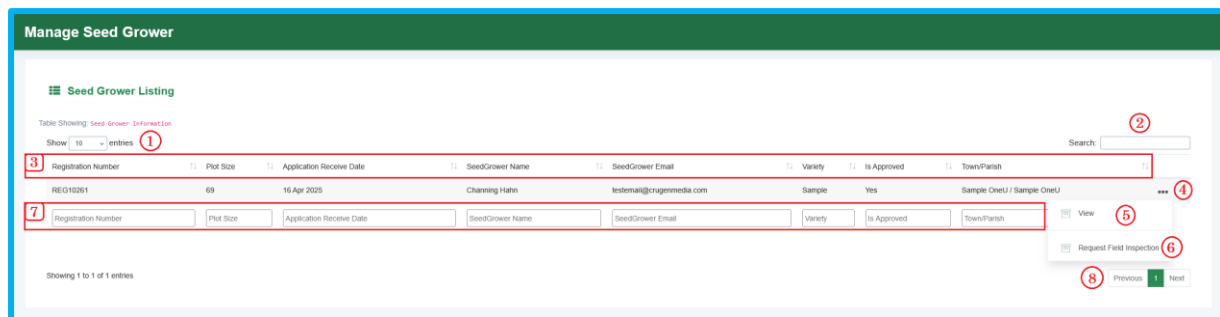 Manage Seed Grower
Seed Grower Listing
Table Showing: Seed Grower Information
Show 10 entries 1
2
Search:
3 Registration Number Plot Size Application Receive Date SeedGrower Name SeedGrower Email Variety Is Approved Town/Parish
REG10261 69 16 Apr 2025 Channing Hahn testemail@crugenmedia.com Sample Yes Sample OneU / Sample OneU ••• 4
7 Registration Number Plot Size Application Receive Date SeedGrower Name SeedGrower Email Variety Is Approved Town/Parish
View 5
Request Field Inspection 6
Showing 1 to 1 of 1 entries
8 Previous 1 Next